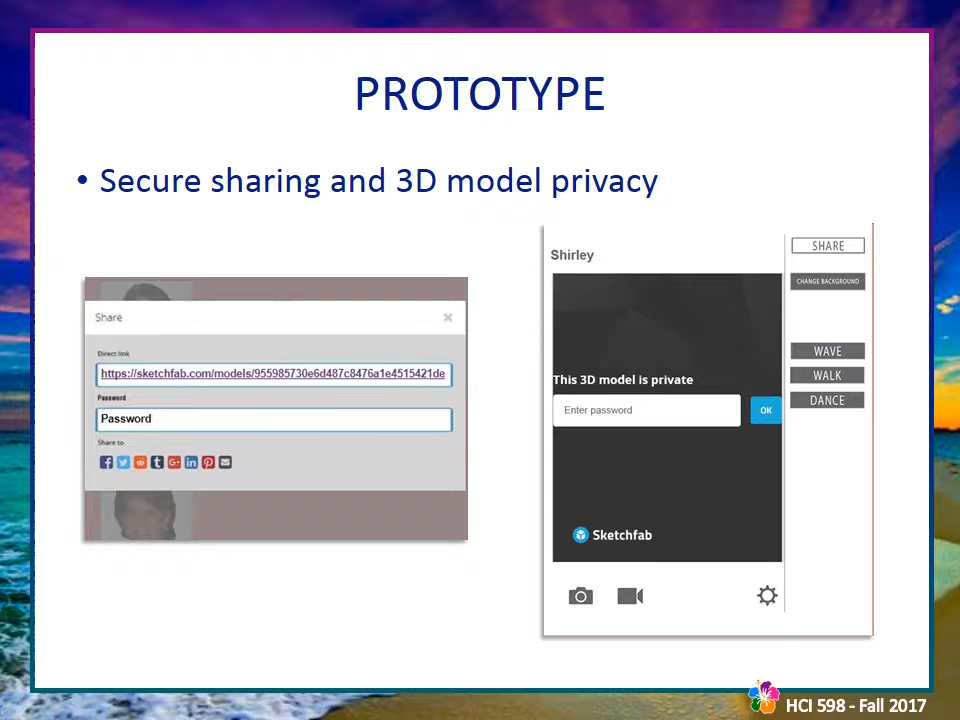 PROTOTYPE
• Secure sharing and 3D model privacy
Share
Direct link
https://sketchfab.com/models/955985730e6d487c8476a1e4515421de
Password
Password
Share to
Shirley
This 3D model is private
Enter password
OK
Sketchfab
SHARE
CHANGE BACKGROUND
WAVE
WALK
DANCE
HCI 598 - Fall 2017